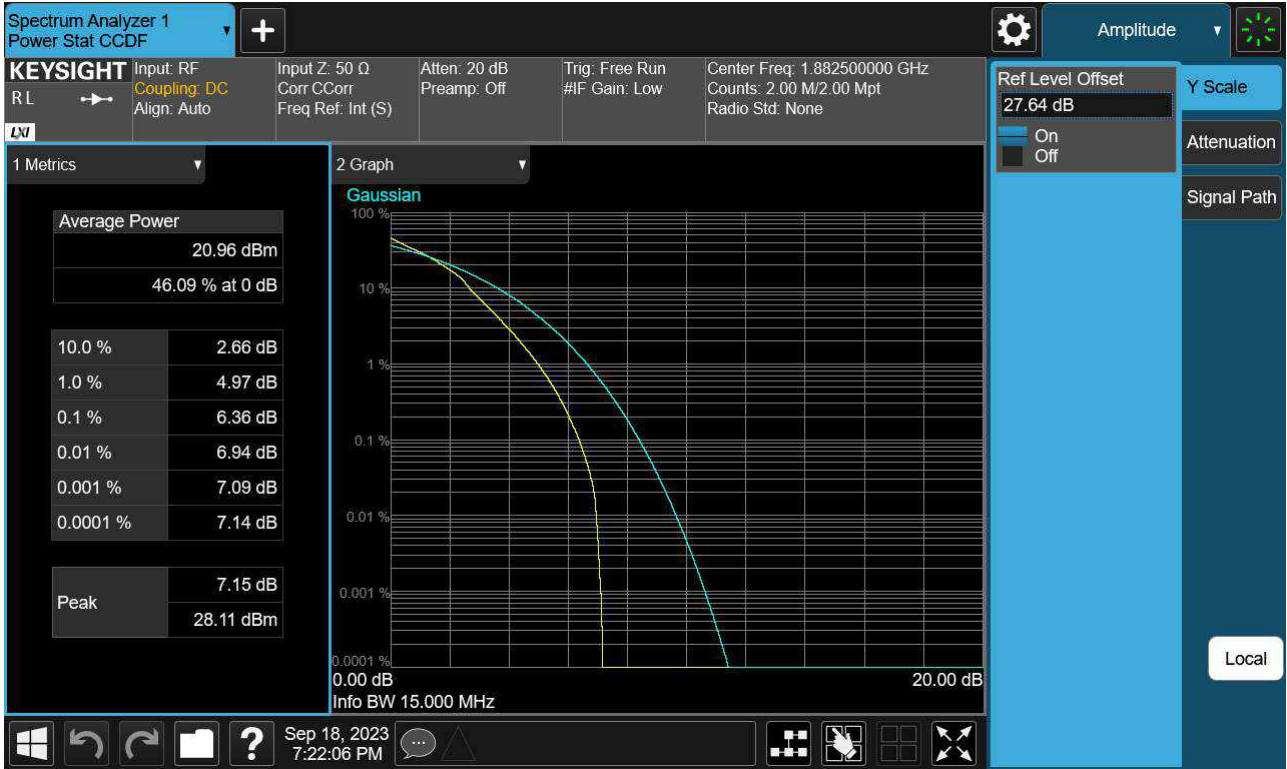 Spectrum Analyzer 1
Power Stat CCDF
+
Amplitude
KEYSIGHT
RL
LXI
Input: RF
Coupling: DC
Align: Auto
Input Z: 50 Ω
Corr CCorr
Freq Ref: Int (S)
Atten: 20 dB
Preamp: Off
Trig: Free Run
#IF Gain: Low
Center Freq: 1.882500000 GHz
Counts: 2.00 M/2.00 Mpt
Radio Std: None
Ref Level Offset
27.64 dB
On
Off
Y Scale
Attenuation
Signal Path
Local
1 Metrics
Average Power
20.96 dBm
46.09 % at 0 dB
10.0 % 2.66 dB
1.0 % 4.97 dB
0.1 % 6.36 dB
0.01 % 6.94 dB
0.001 % 7.09 dB
0.0001 % 7.14 dB
Peak
7.15 dB
28.11 dBm
2 Graph
Gaussian
100 %
10 %
1 %
0.1 %
0.01 %
0.001 %
0.0001 %
0.00 dB 20.00 dB
Info BW 15.000 MHz
?
Sep 18, 2023
7:22:06 PM